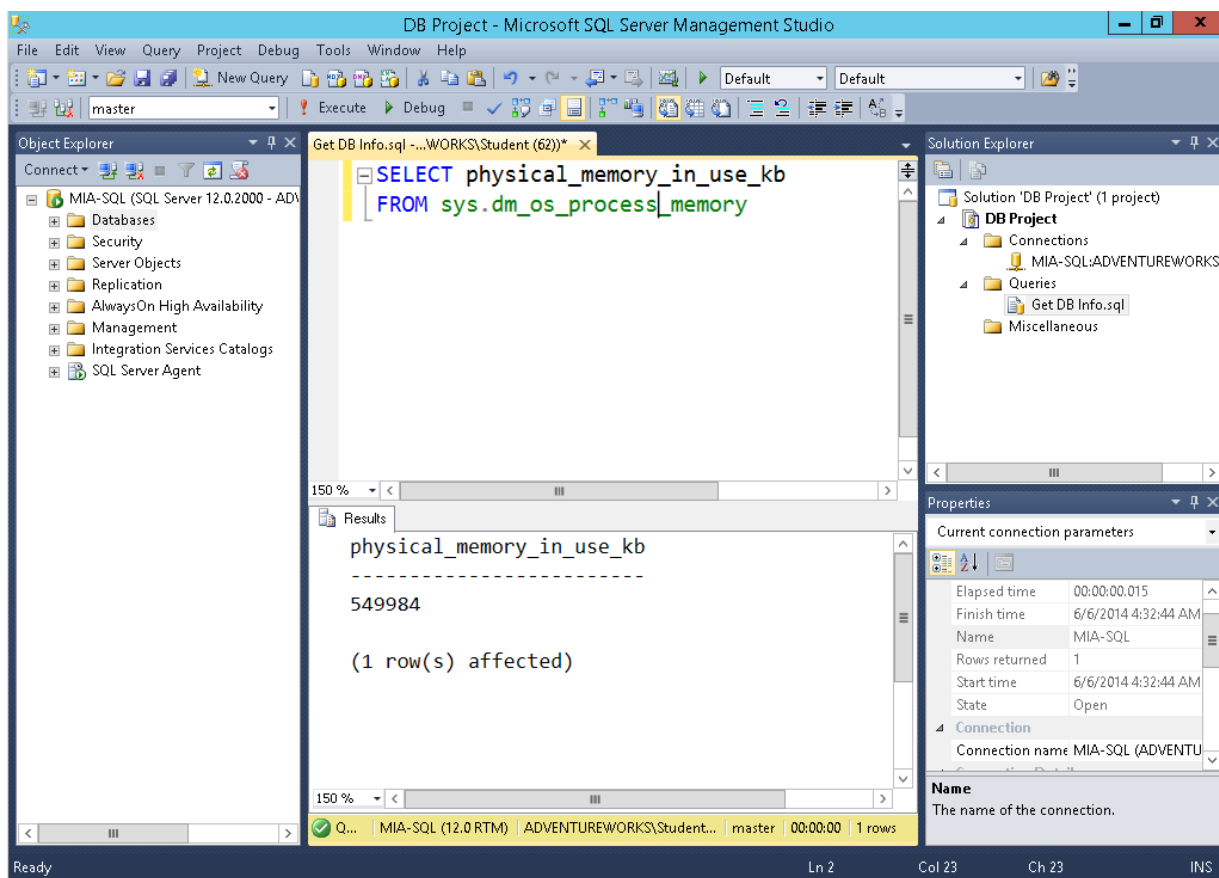 DB Project - Microsoft SQL Server Management Studio
File Edit View Query Project Debug Tools Window Help
New Query Default Default
master Execute Debug
Object Explorer
Connect
MIA-SQL (SQL Server 12.0.2000 - AD\
Databases
Security
Server Objects
Replication
AlwaysOn High Availability
Management
Integration Services Catalogs
SQL Server Agent
Get DB Info.sql -...WORKS\Student (62))*
SELECT physical_memory_in_use_kb
FROM sys.dm_os_process_memory
150 %
Results
physical_memory_in_use_kb
-------------------------
549984
(1 row(s) affected)
150 %
Q... MIA-SQL (12.0 RTM) ADVENTUREWORKS\Student... master 00:00:00 1 rows
Solution Explorer
Solution 'DB Project' (1 project)
DB Project
Connections
MIA-SQL:ADVENTUREWORKS
Queries
Get DB Info.sql
Miscellaneous
Properties
Current connection parameters
Elapsed time 00:00:00.015
Finish time 6/6/2014 4:32:44 AM
Name MIA-SQL
Rows returned 1
Start time 6/6/2014 4:32:44 AM
State Open
Connection
Connection name MIA-SQL (ADVENTU
Name
The name of the connection.
Ready Ln 2 Col 23 Ch 23 INS